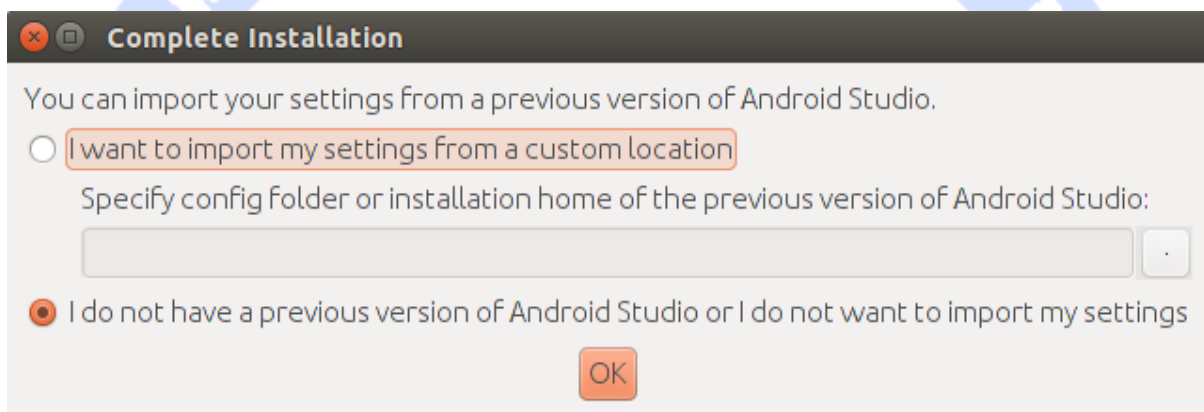 Complete Installation
You can import your settings from a previous version of Android Studio.
I want to import my settings from a custom location
Specify config folder or installation home of the previous version of Android Studio:
.
I do not have a previous version of Android Studio or I do not want to import my settings
OK